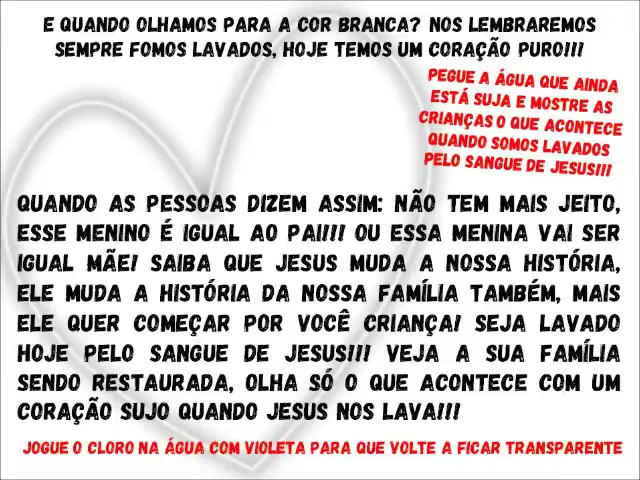 E QUANDO OLHAMOS PARA A COR BRANCA? NOS LEMBRAREMOS
SEMPRE FOMOS LAVADOS, HOJE TEMOS UM CORAÇÃO PURO!!!
PEGUE A ÁGUA QUE AINDA
ESTÁ SUJA E MOSTRE AS
CRIANÇAS O QUE ACONTECE
QUANDO SOMOS LAVADOS
PELO SANGUE DE JESUS!!!
QUANDO AS PESSOAS DIZEM ASSIM: NÃO TEM MAIS JEITO,
ESSE MENINO É IGUAL AO PAI!!! OU ESSA MENINA VAI SER
IGUAL MÃE! SAIBA QUE JESUS MUDA A NOSSA HISTÓRIA,
ELE MUDA A HISTÓRIA DA NOSSA FAMÍLIA TAMBÉM, MAIS
ELE QUER COMEÇAR POR VOCÊ CRIANÇA! SEJA LAVADO
HOJE PELO SANGUE DE JESUS!!! VEJA A SUA FAMÍLIA
SENDO RESTAURADA, OLHA SÓ O QUE ACONTECE COM UM
CORAÇÃO SUJO QUANDO JESUS NOS LAVA!!!
JOGUE O CLORO NA ÁGUA COM VIOLETA PARA QUE VOLTE A FICAR TRANSPARENTE